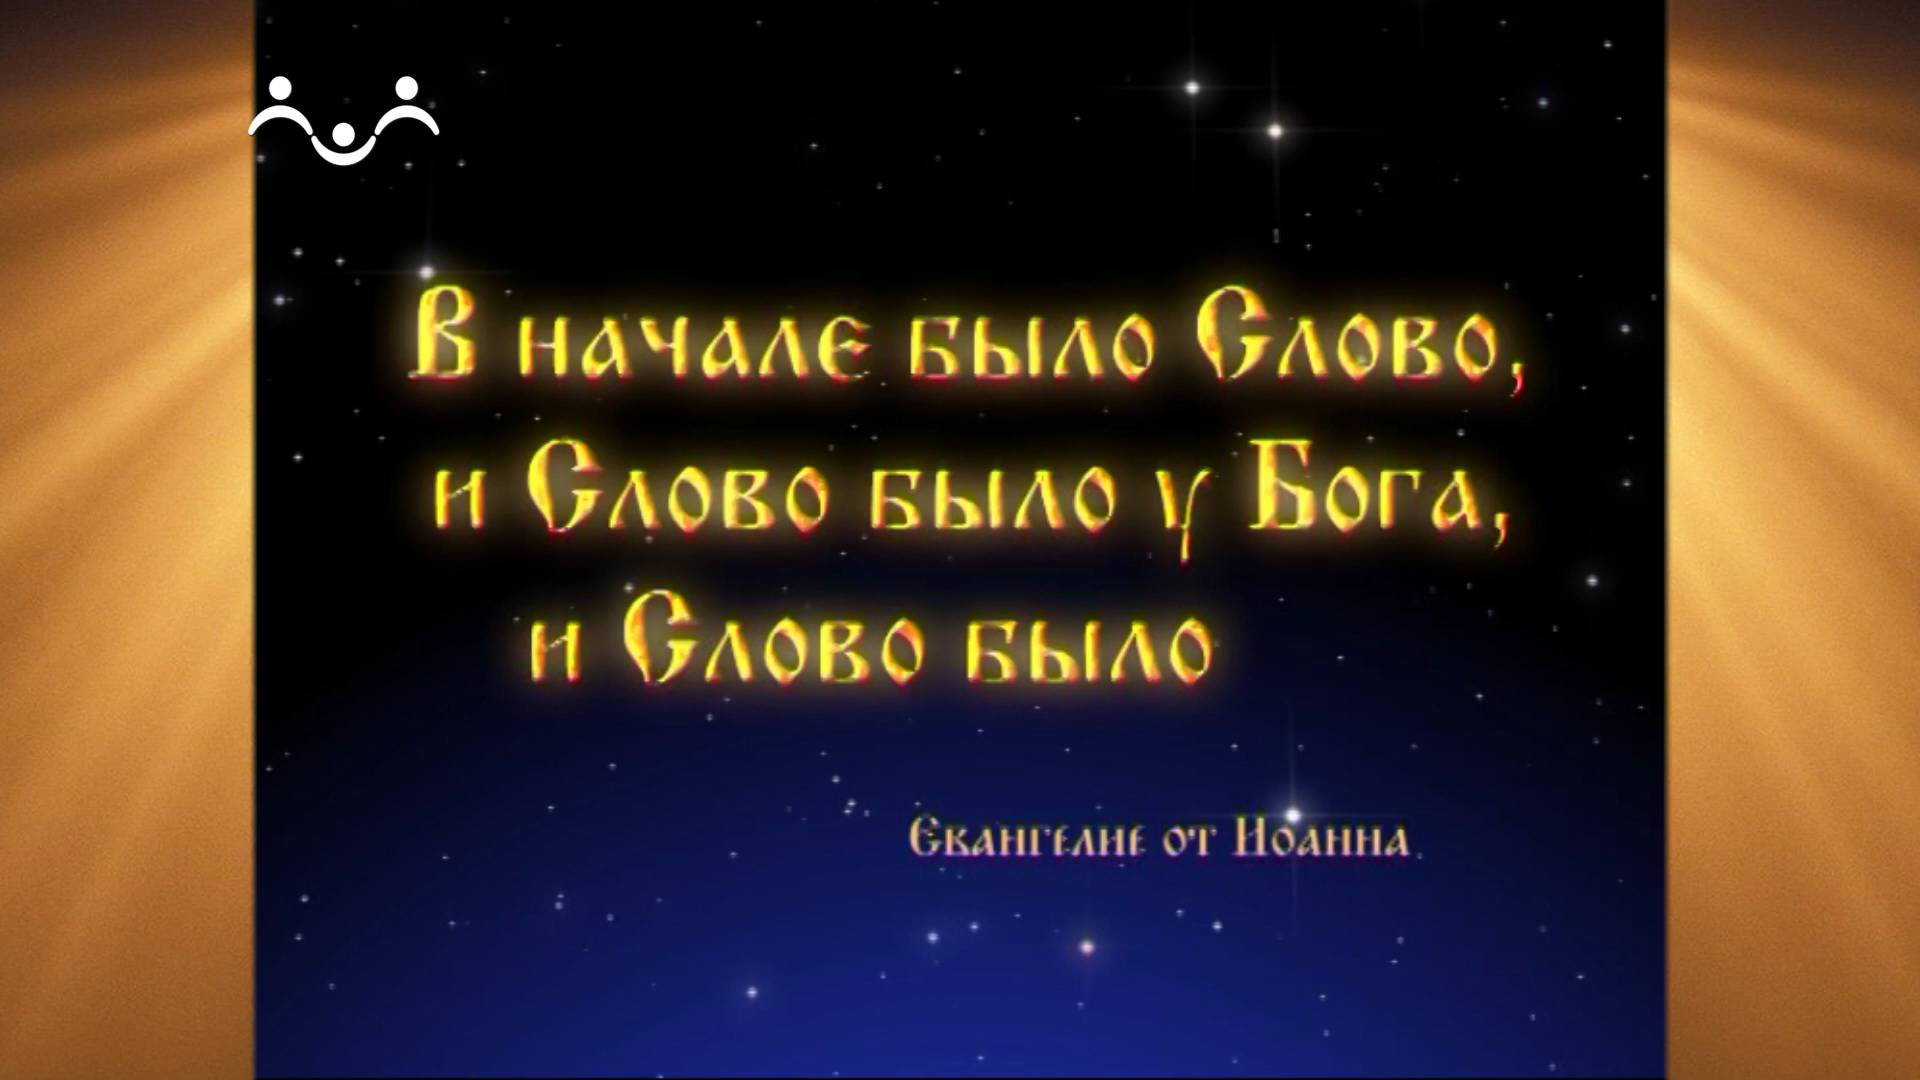 В начале было Слово,
и Слово было у Бога,
и Слово было
Евангелие от Иоанна